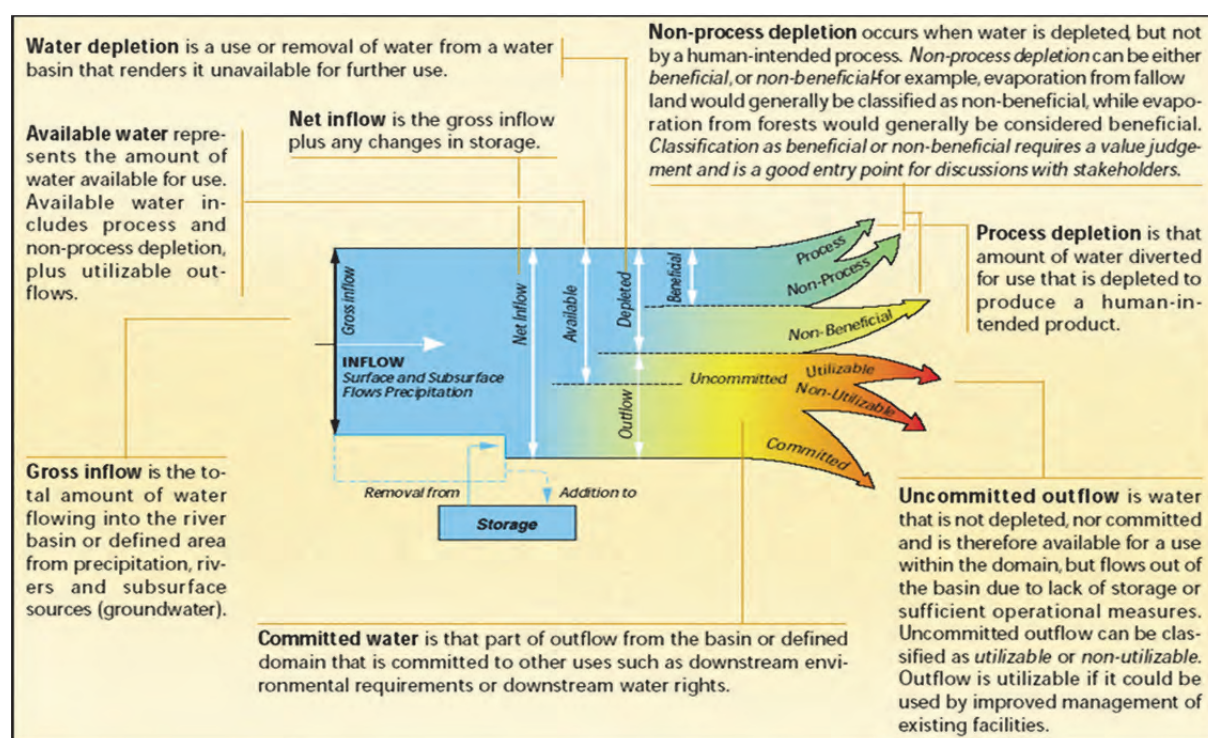 Water depletion is a use or removal of water from a water
basin that renders it unavailable for further use.
Non-process depletion occurs when water is depleted, but not
by a human-intended process. Non-process depletion can be either
beneficial, or non-beneficial-for example, evaporation from fallow
land would generally be classified as non-beneficial, while evapo-
ration from forests would generally be considered beneficial.
Classification as beneficial or non-beneficial requires a value judge-
ment and is a good entry point for discussions with stakeholders.
Net inflow is the gross inflow
plus any changes in storage.
Available water repre-
sents the amount of
water available for use.
Available water in-
cludes process and
non-process depletion,
plus utilizable out-
flows.
Process depletion is that
amount of water diverted
for use that is depleted to
produce a human-in-
tended product.
Gross inflow
Net Inflow
Available
Depleted
Beneficial
Process
Non-Process
Non-Beneficial
INFLOW
Surface and Subsurface
Flows Precipitation
Outflow
Uncommitted
Utilizable
Non-Utilizable
Committed
Removal from
Addition to
Storage
Gross inflow is the to-
tal amount of water
flowing into the river
basin or defined area
from precipitation, riv-
ers and subsurface
sources (groundwater).
Committed water is that part of outflow from the basin or defined
domain that is committed to other uses such as downstream envi-
ronmental requirements or downstream water rights.
Uncommitted outflow is water
that is not depleted, nor committed
and is therefore available for a use
within the domain, but flows out of
the basin due to lack of storage or
sufficient operational measures.
Uncommitted outflow can be clas-
sified as utilizable or non-utilizable.
Outflow is utilizable if it could be
used by improved management of
existing facilities.